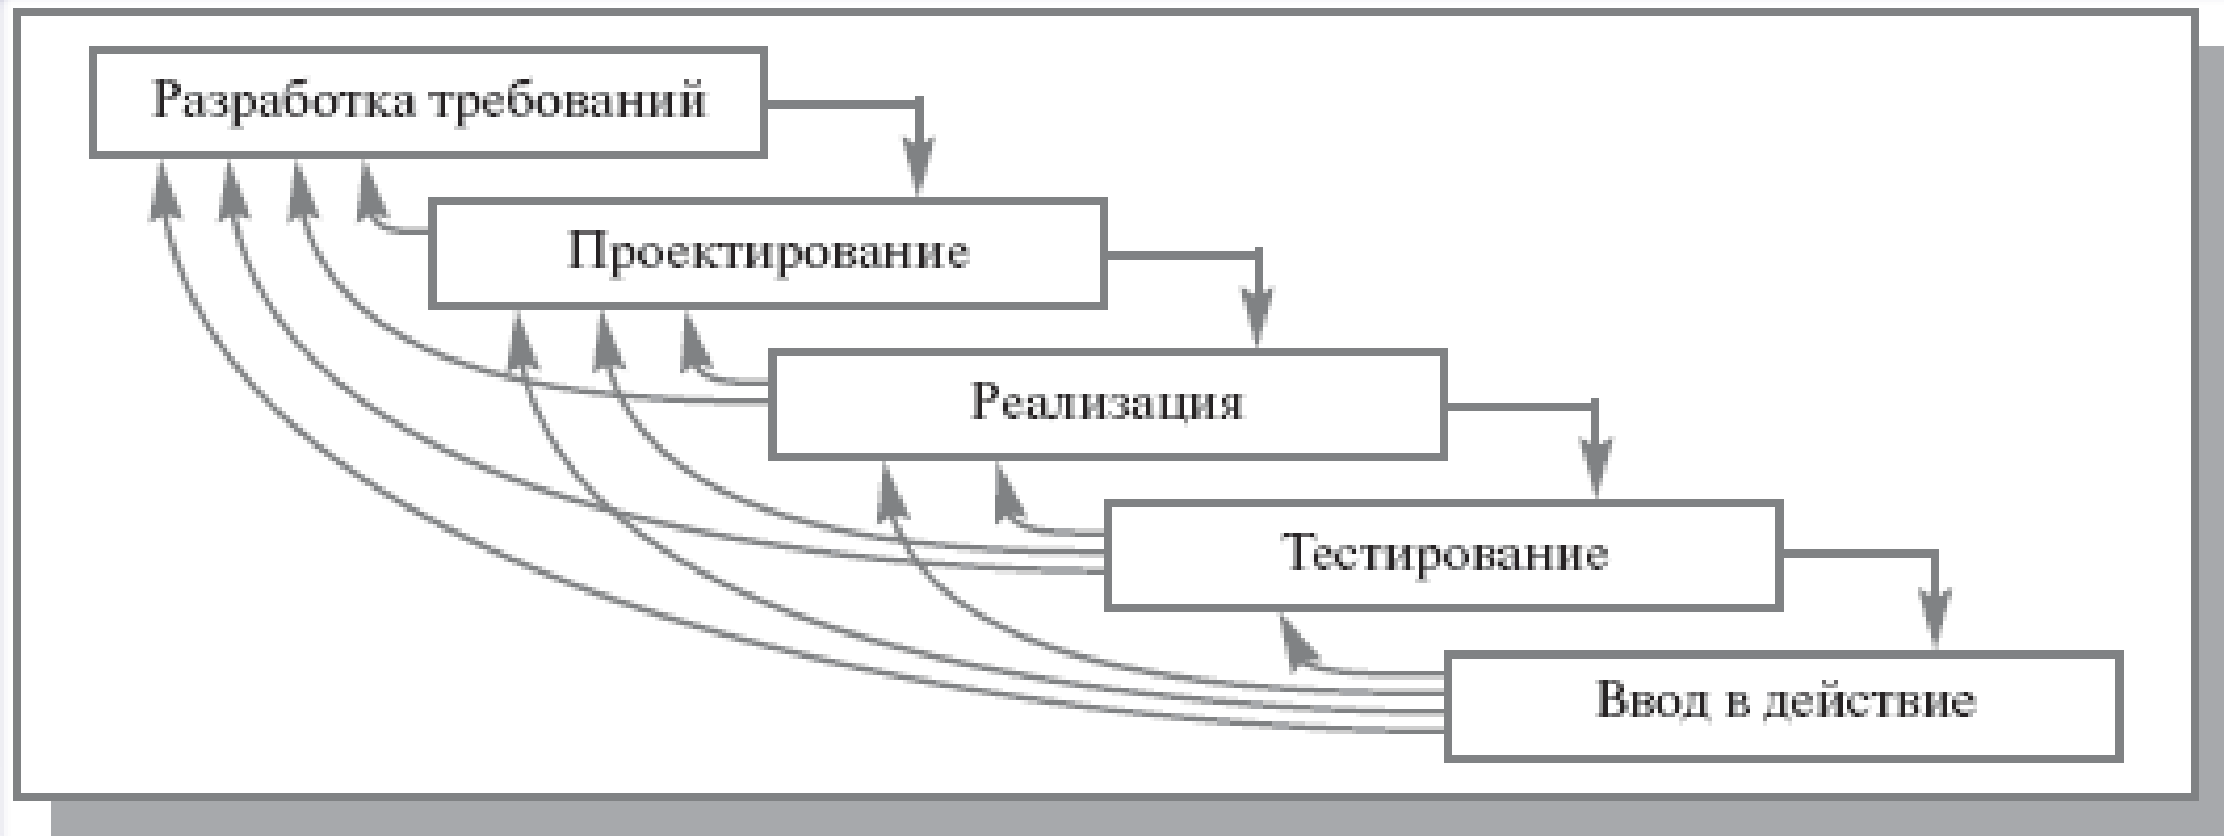 Разработка требований
Проектирование
Реализация
Тестирование
Ввод в действие